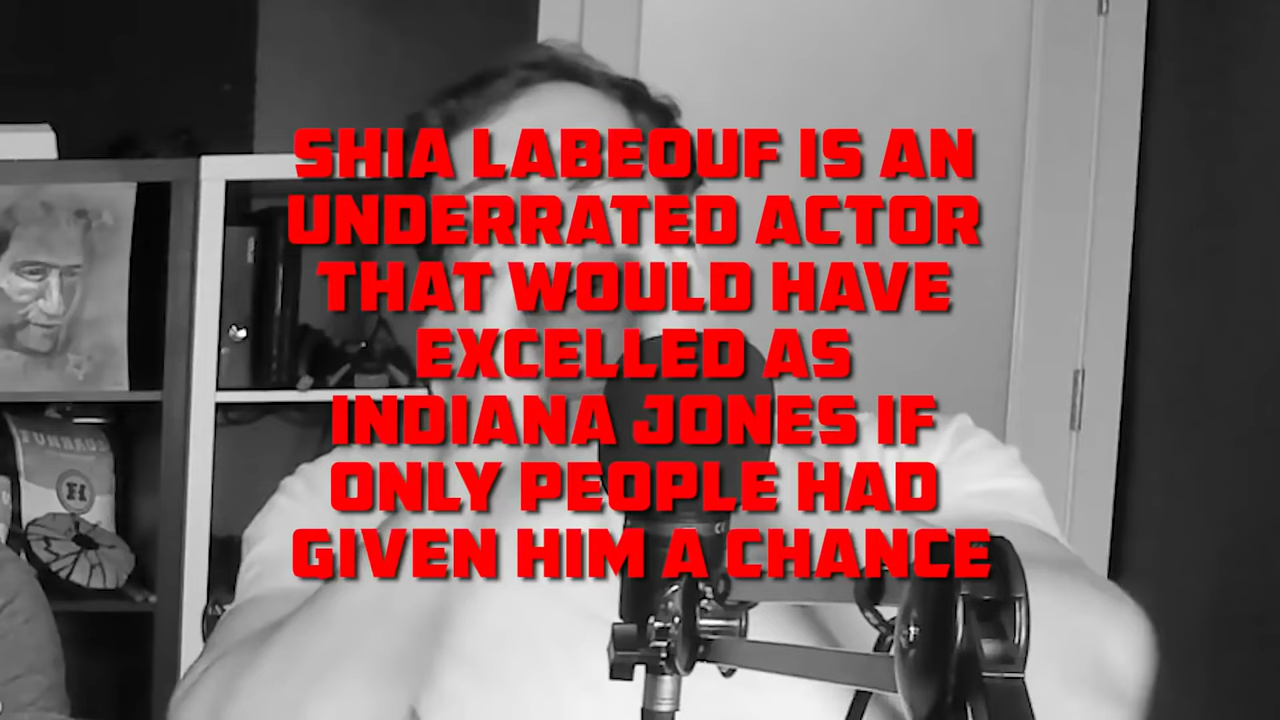 SHIA LABEOUF IS AN
UNDERRATED ACTOR
THAT WOULD HAVE
EXCELLED AS
INDIANA JONES IF
ONLY PEOPLE HAD
GIVEN HIM A CHANCE
FUNHAUS
H